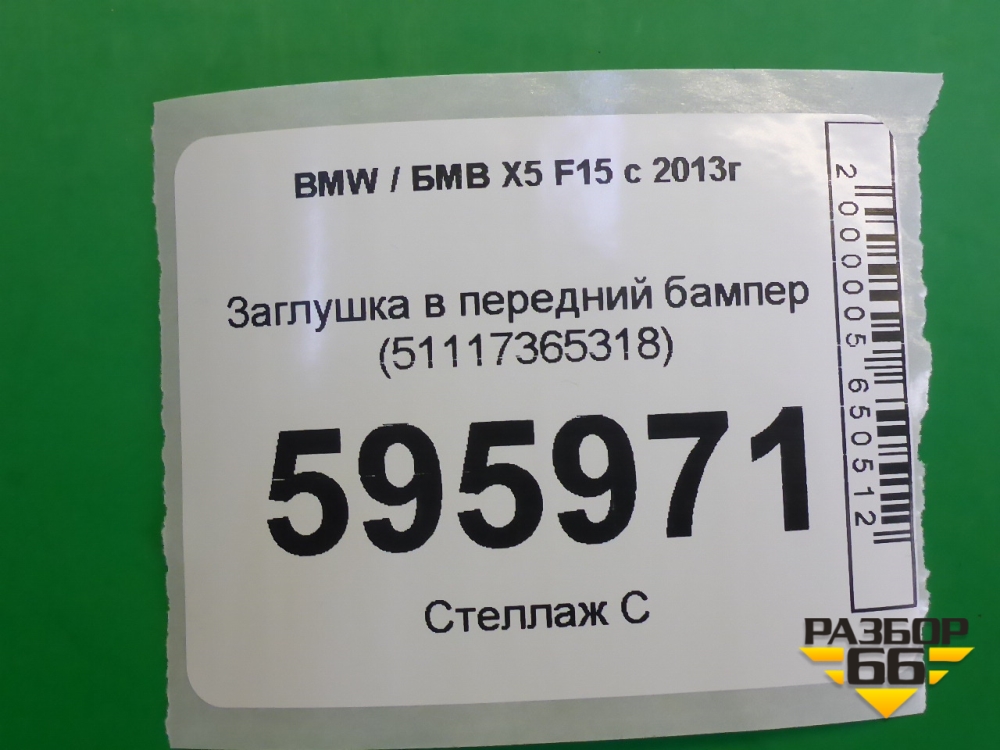 BMW / БМВ X5 F15 с 2013г
Заглушка в передний бампер
(51117365318)
595971
Стеллаж С
2000005650512
РАЗБОР
66